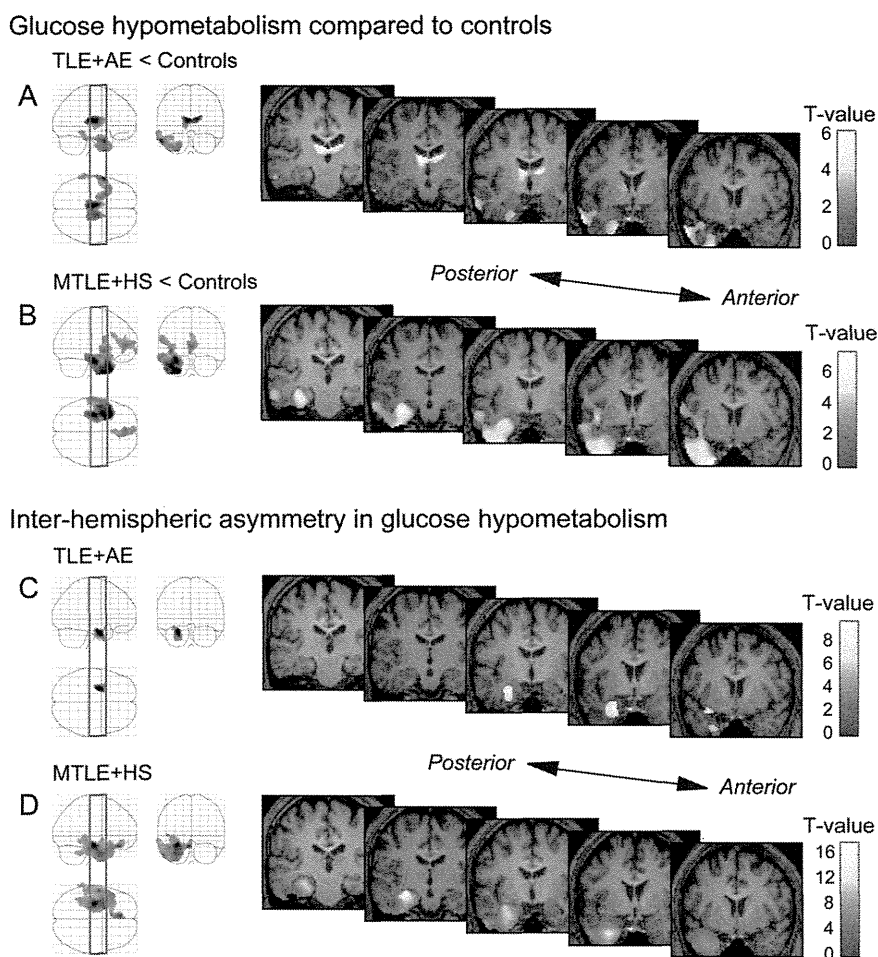 Glucose hypometabolism compared to controls
TLE+AE < Controls
A
T-value
6
4
2
0
Posterior
Anterior
MTLE+HS < Controls
B
T-value
6
4
2
0
Inter-hemispheric asymmetry in glucose hypometabolism
TLE+AE
C
T-value
8
6
4
2
0
Posterior
Anterior
MTLE+HS
D
T-value
16
12
8
4
0